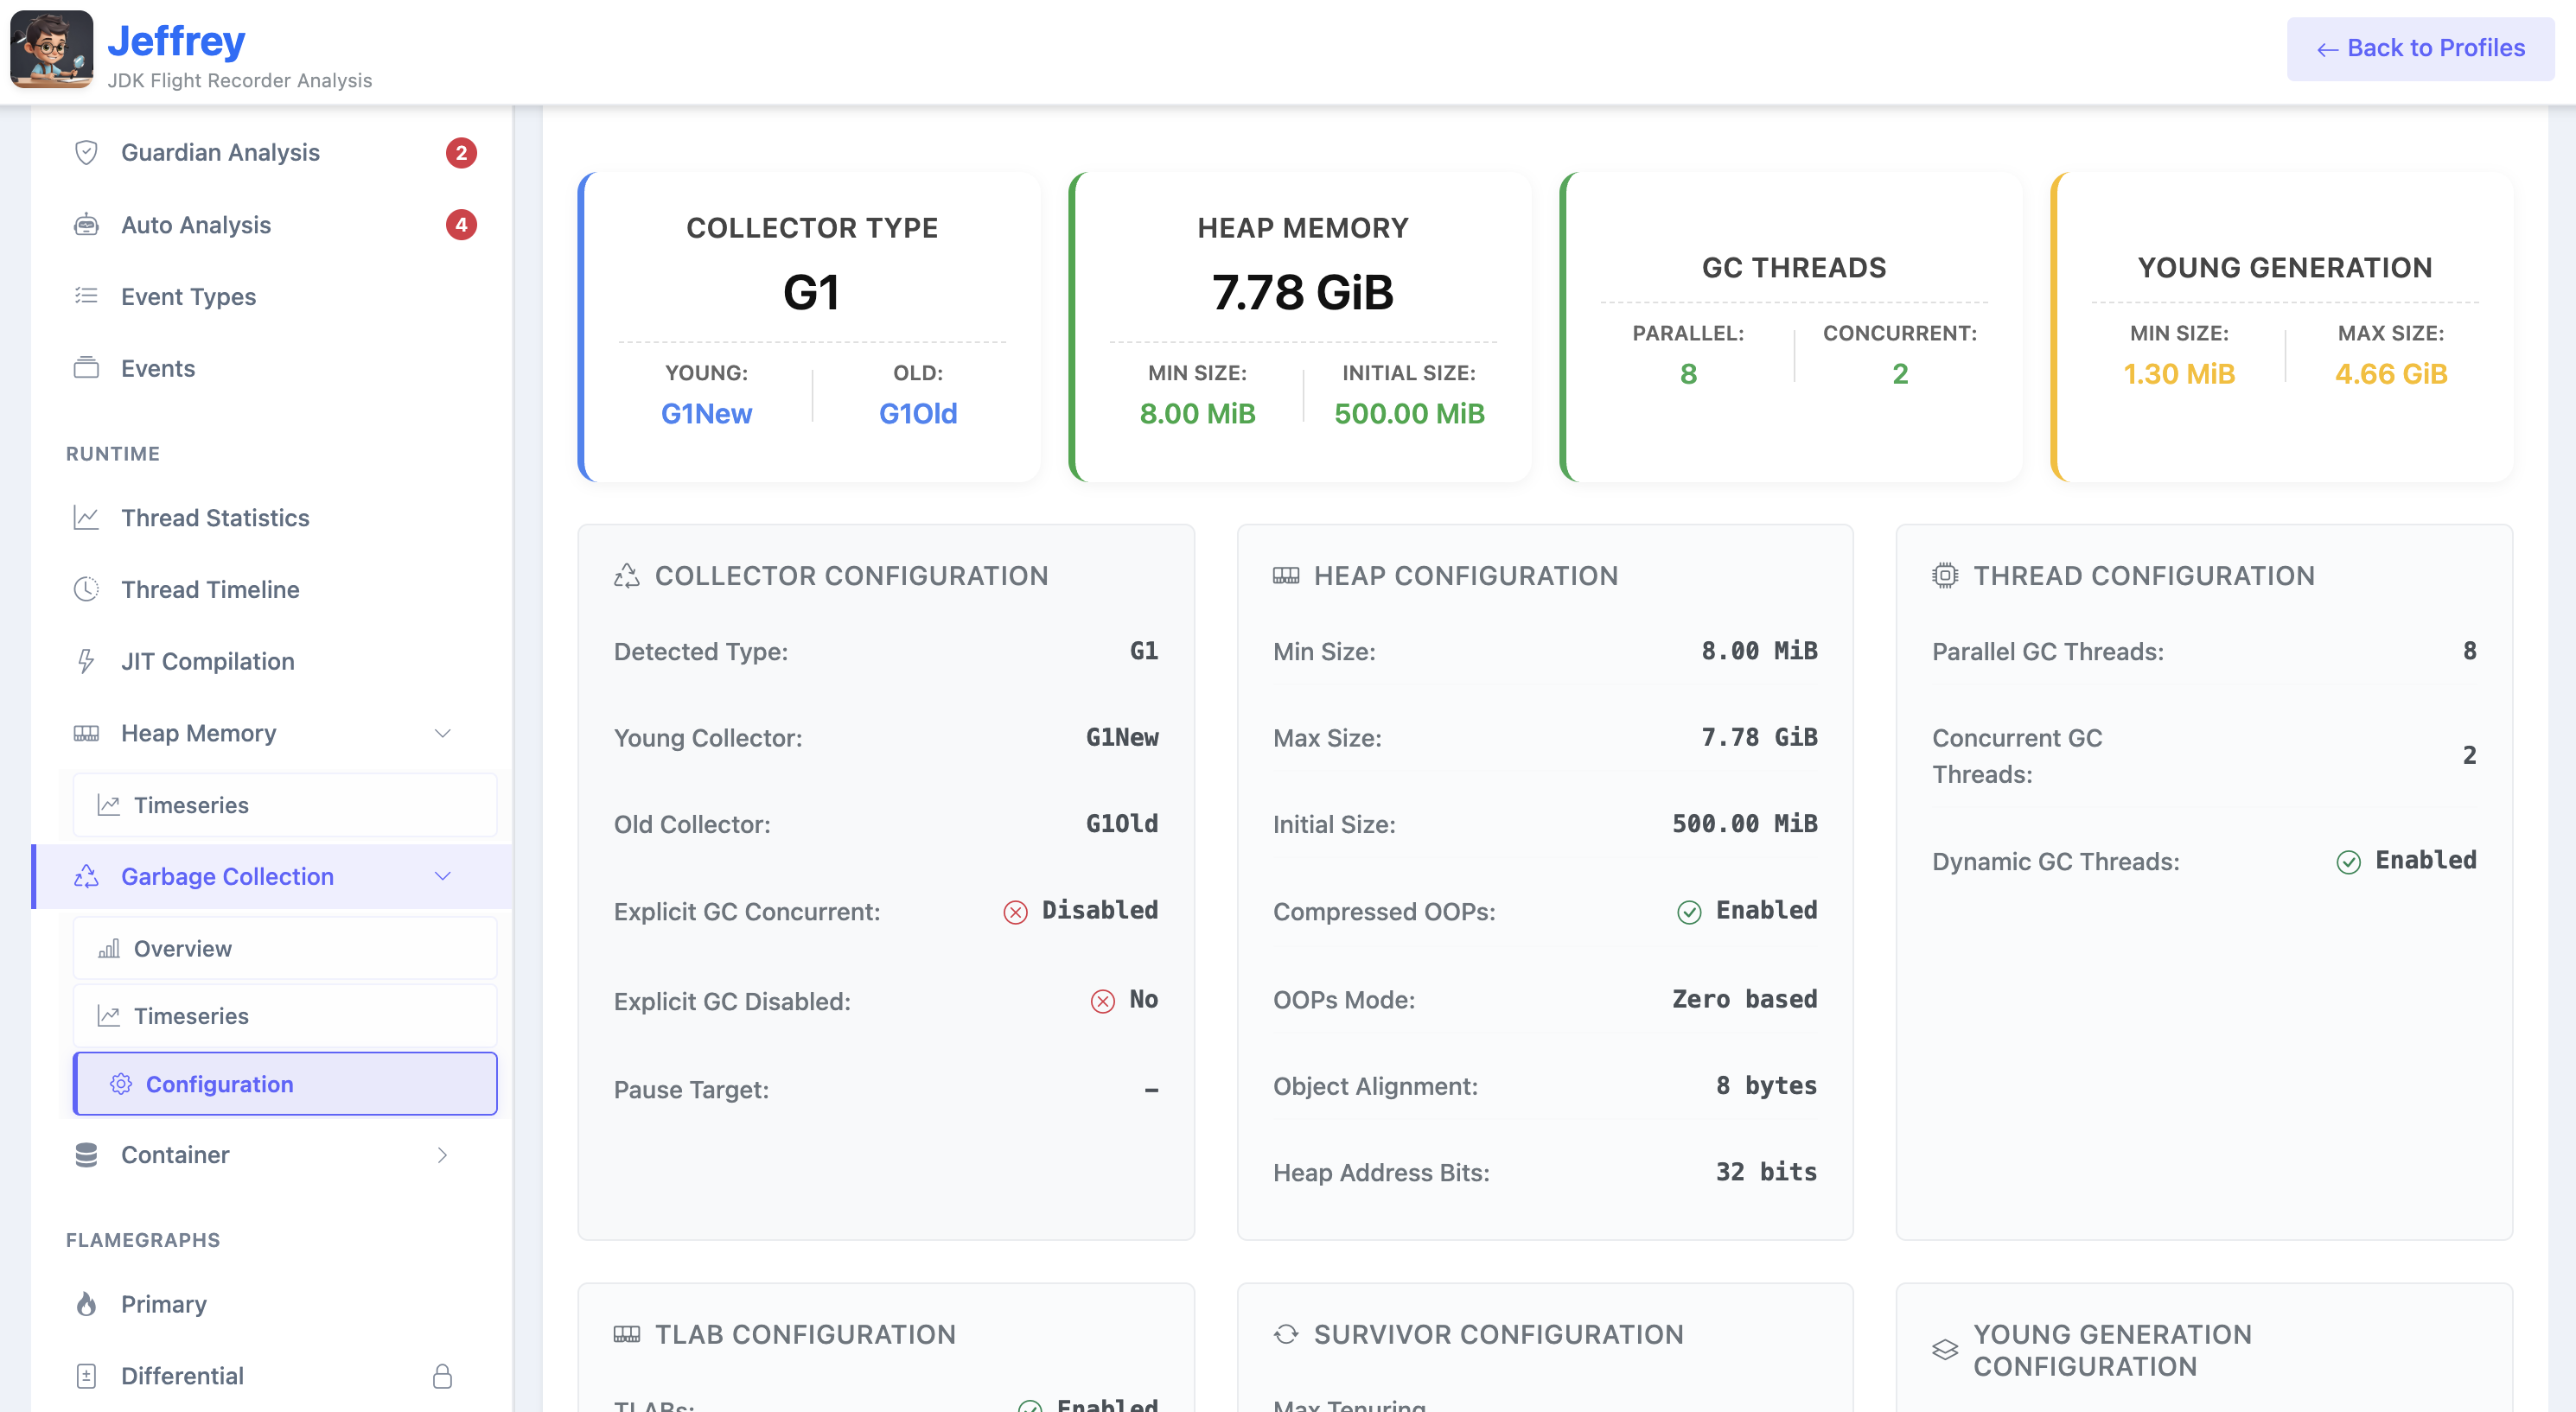 Jeffrey
JDK Flight Recorder Analysis
← Back to Profiles
Guardian Analysis 2
Auto Analysis 4
Event Types
Events
RUNTIME
Thread Statistics
Thread Timeline
JIT Compilation
Heap Memory
Timeseries
Garbage Collection
Overview
Timeseries
Configuration
Container
FLAMEGRAPHS
Primary
Differential
COLLECTOR TYPE
G1
YOUNG: OLD:
G1New G1Old
HEAP MEMORY
7.78 GiB
MIN SIZE: INITIAL SIZE:
8.00 MiB 500.00 MiB
GC THREADS
PARALLEL: CONCURRENT:
8 2
YOUNG GENERATION
MIN SIZE: MAX SIZE:
1.30 MiB 4.66 GiB
COLLECTOR CONFIGURATION
Detected Type: G1
Young Collector: G1New
Old Collector: G1Old
Explicit GC Concurrent: Disabled
Explicit GC Disabled: No
Pause Target: –
HEAP CONFIGURATION
Min Size: 8.00 MiB
Max Size: 7.78 GiB
Initial Size: 500.00 MiB
Compressed OOPs: Enabled
OOPs Mode: Zero based
Object Alignment: 8 bytes
Heap Address Bits: 32 bits
THREAD CONFIGURATION
Parallel GC Threads: 8
Concurrent GC
Threads: 2
Dynamic GC Threads: Enabled
TLAB CONFIGURATION
TLABs: Enabled
SURVIVOR CONFIGURATION
Max Tenuring
YOUNG GENERATION
CONFIGURATION